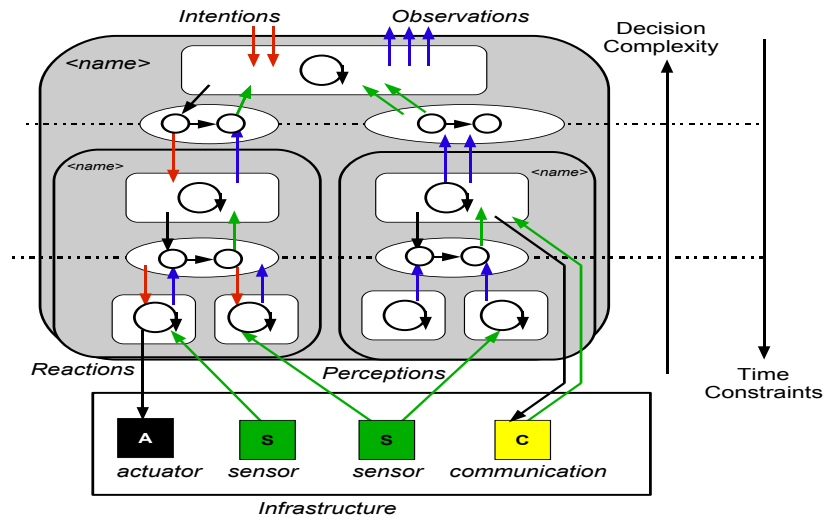 Intentions
Observations
Decision
Complexity
<name>
<name>
<name>
Reactions
Perceptions
Time
Constraints
A
S
S
C
actuator
sensor
sensor
communication
Infrastructure